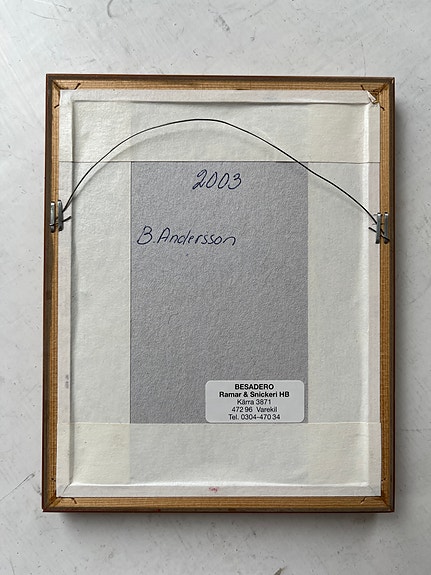 2003
B. Andersson
BESADERO
Ramar & Snickeri HB
Kärra 3871
472 96 Varekil
Tel. 0304-470 34